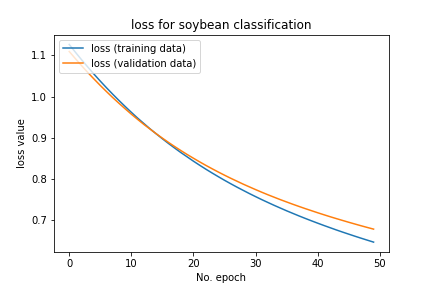 loss for soybean classification
loss (training data)
loss (validation data)
loss value
1.1
1.0
0.9
0.8
0.7
0 10 20 30 40 50
No. epoch